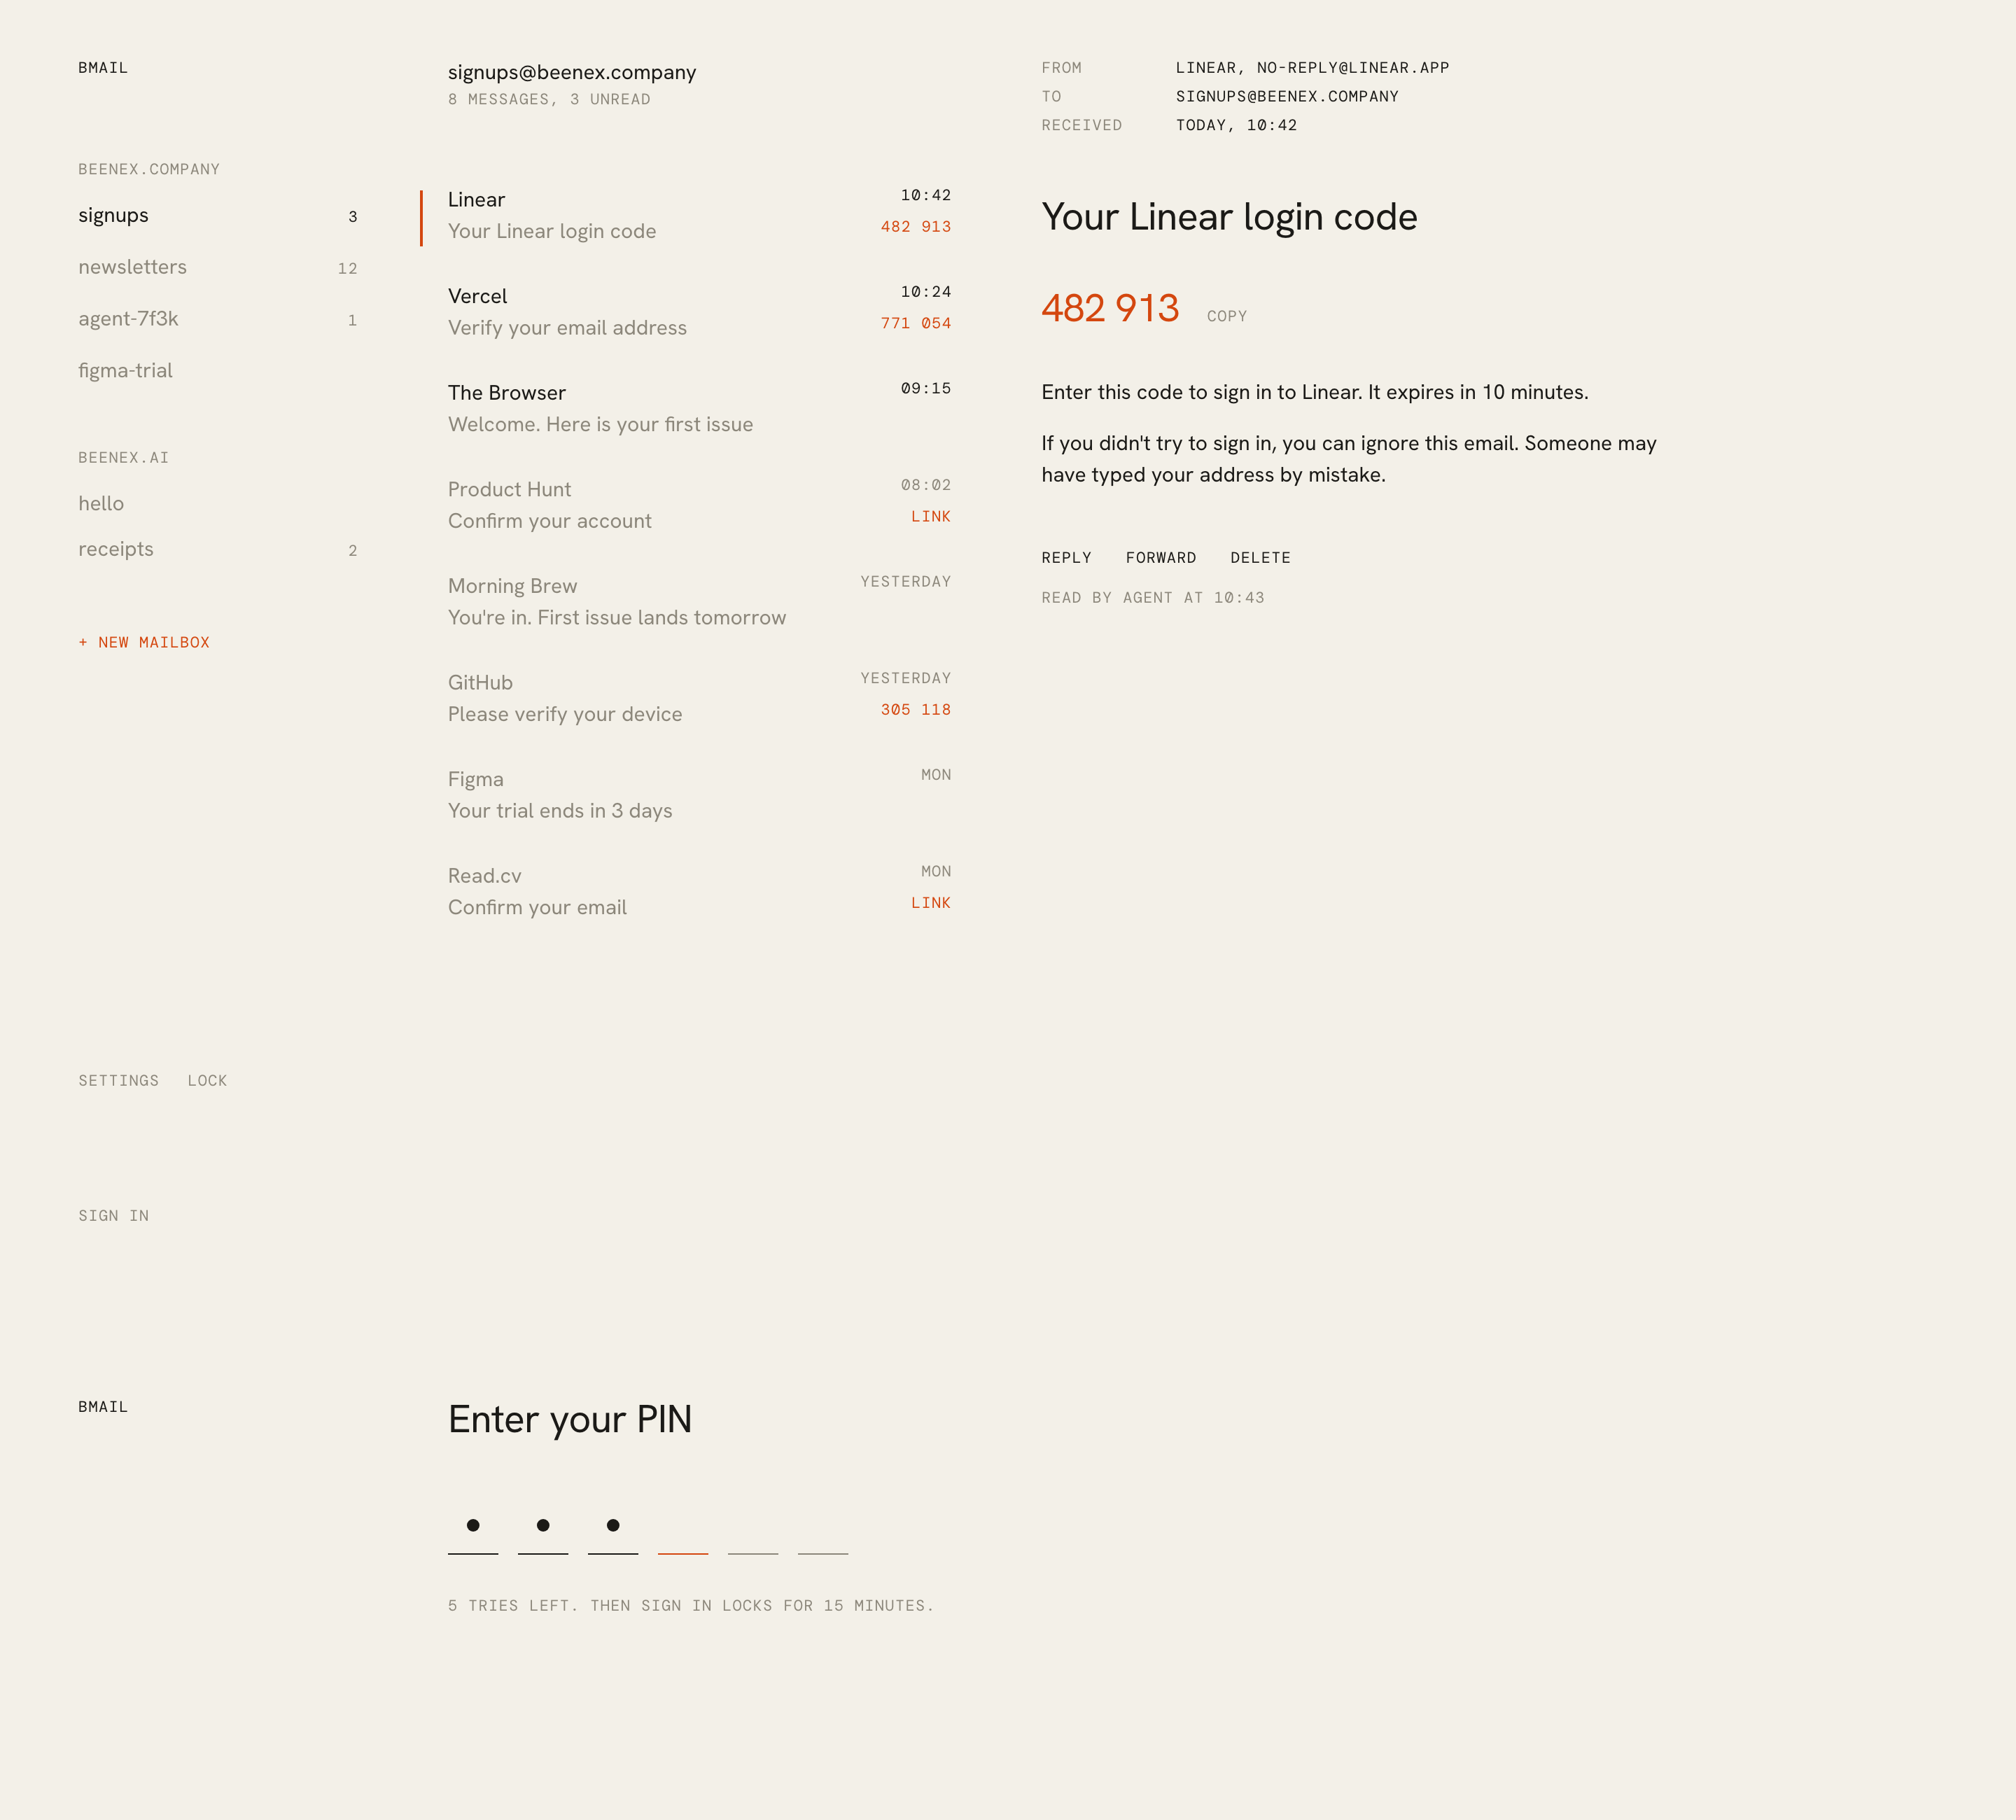 BMAIL
BEENEX.COMPANY
signups 3
newsletters 12
agent-7f3k 1
figma-trial
BEENEX.AI
hello
receipts 2
+ NEW MAILBOX
SETTINGS LOCK
signups@beenex.company
8 MESSAGES, 3 UNREAD
Linear 10:42
Your Linear login code 482 913
Vercel 10:24
Verify your email address 771 054
The Browser 09:15
Welcome. Here is your first issue
Product Hunt 08:02
Confirm your account LINK
Morning Brew YESTERDAY
You're in. First issue lands tomorrow
GitHub YESTERDAY
Please verify your device 305 118
Figma MON
Your trial ends in 3 days
Read.cv MON
Confirm your email LINK
FROM LINEAR, NO-REPLY@LINEAR.APP
TO SIGNUPS@BEENEX.COMPANY
RECEIVED TODAY, 10:42
Your Linear login code
482 913 COPY
Enter this code to sign in to Linear. It expires in 10 minutes.
If you didn't try to sign in, you can ignore this email. Someone may
have typed your address by mistake.
REPLY FORWARD DELETE
READ BY AGENT AT 10:43
SIGN IN
BMAIL
Enter your PIN
5 TRIES LEFT. THEN SIGN IN LOCKS FOR 15 MINUTES.